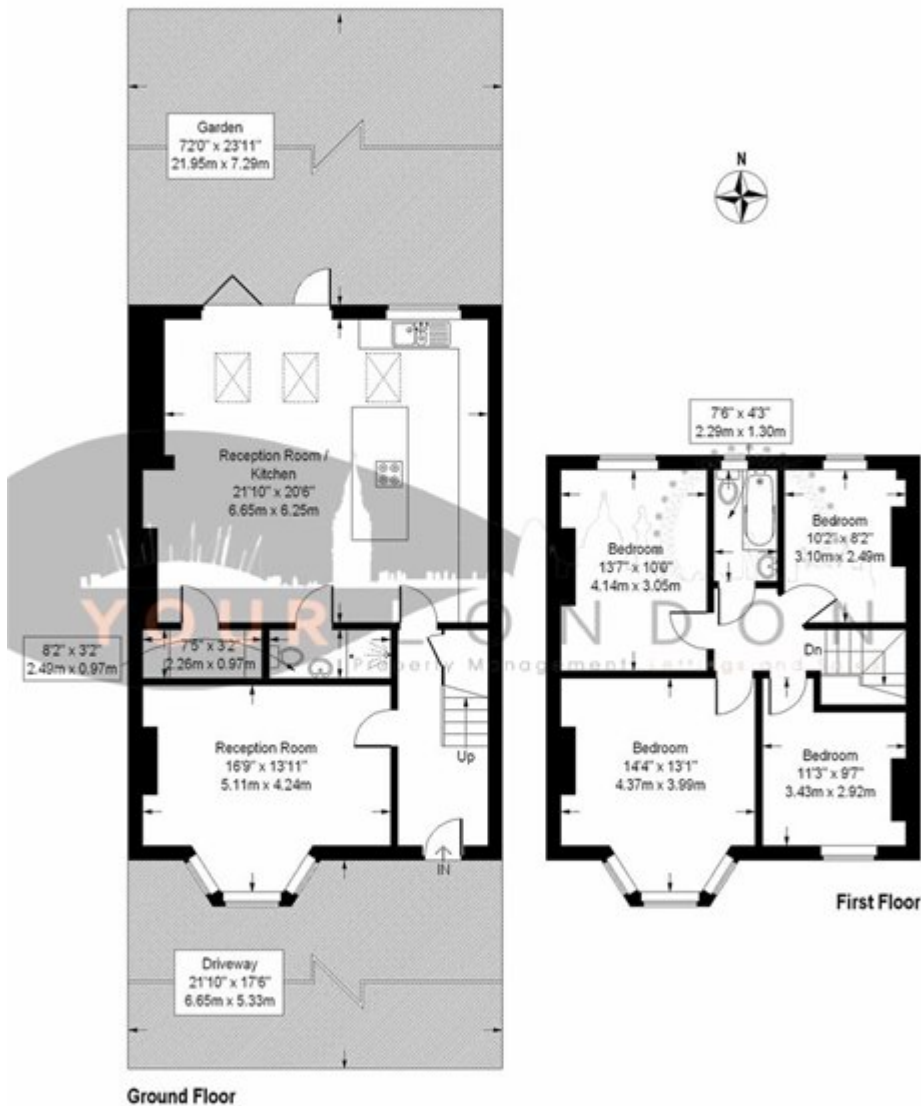 Garden
72'0" x 23'11"
21.95m x 7.29m
N
Reception Room /
Kitchen
21'10" x 20'6"
6.65m x 6.25m
7'6" x 4'3"
2.29m x 1.30m
Bedroom
13'7" x 10'0"
4.14m x 3.05m
Bedroom
10'2" x 8'2"
3.10m x 2.49m
YOUR LONDON
Property Management, Lettings and Sales
8'2" x 3'2"
2.49m x 0.97m
7'5" x 3'2"
2.26m x 0.97m
Dn
Reception Room
16'9" x 13'11"
5.11m x 4.24m
Up
Bedroom
14'4" x 13'1"
4.37m x 3.99m
Bedroom
11'3" x 9'7"
3.43m x 2.92m
IN
First Floor
Driveway
21'10" x 17'6"
6.65m x 5.33m
Ground Floor